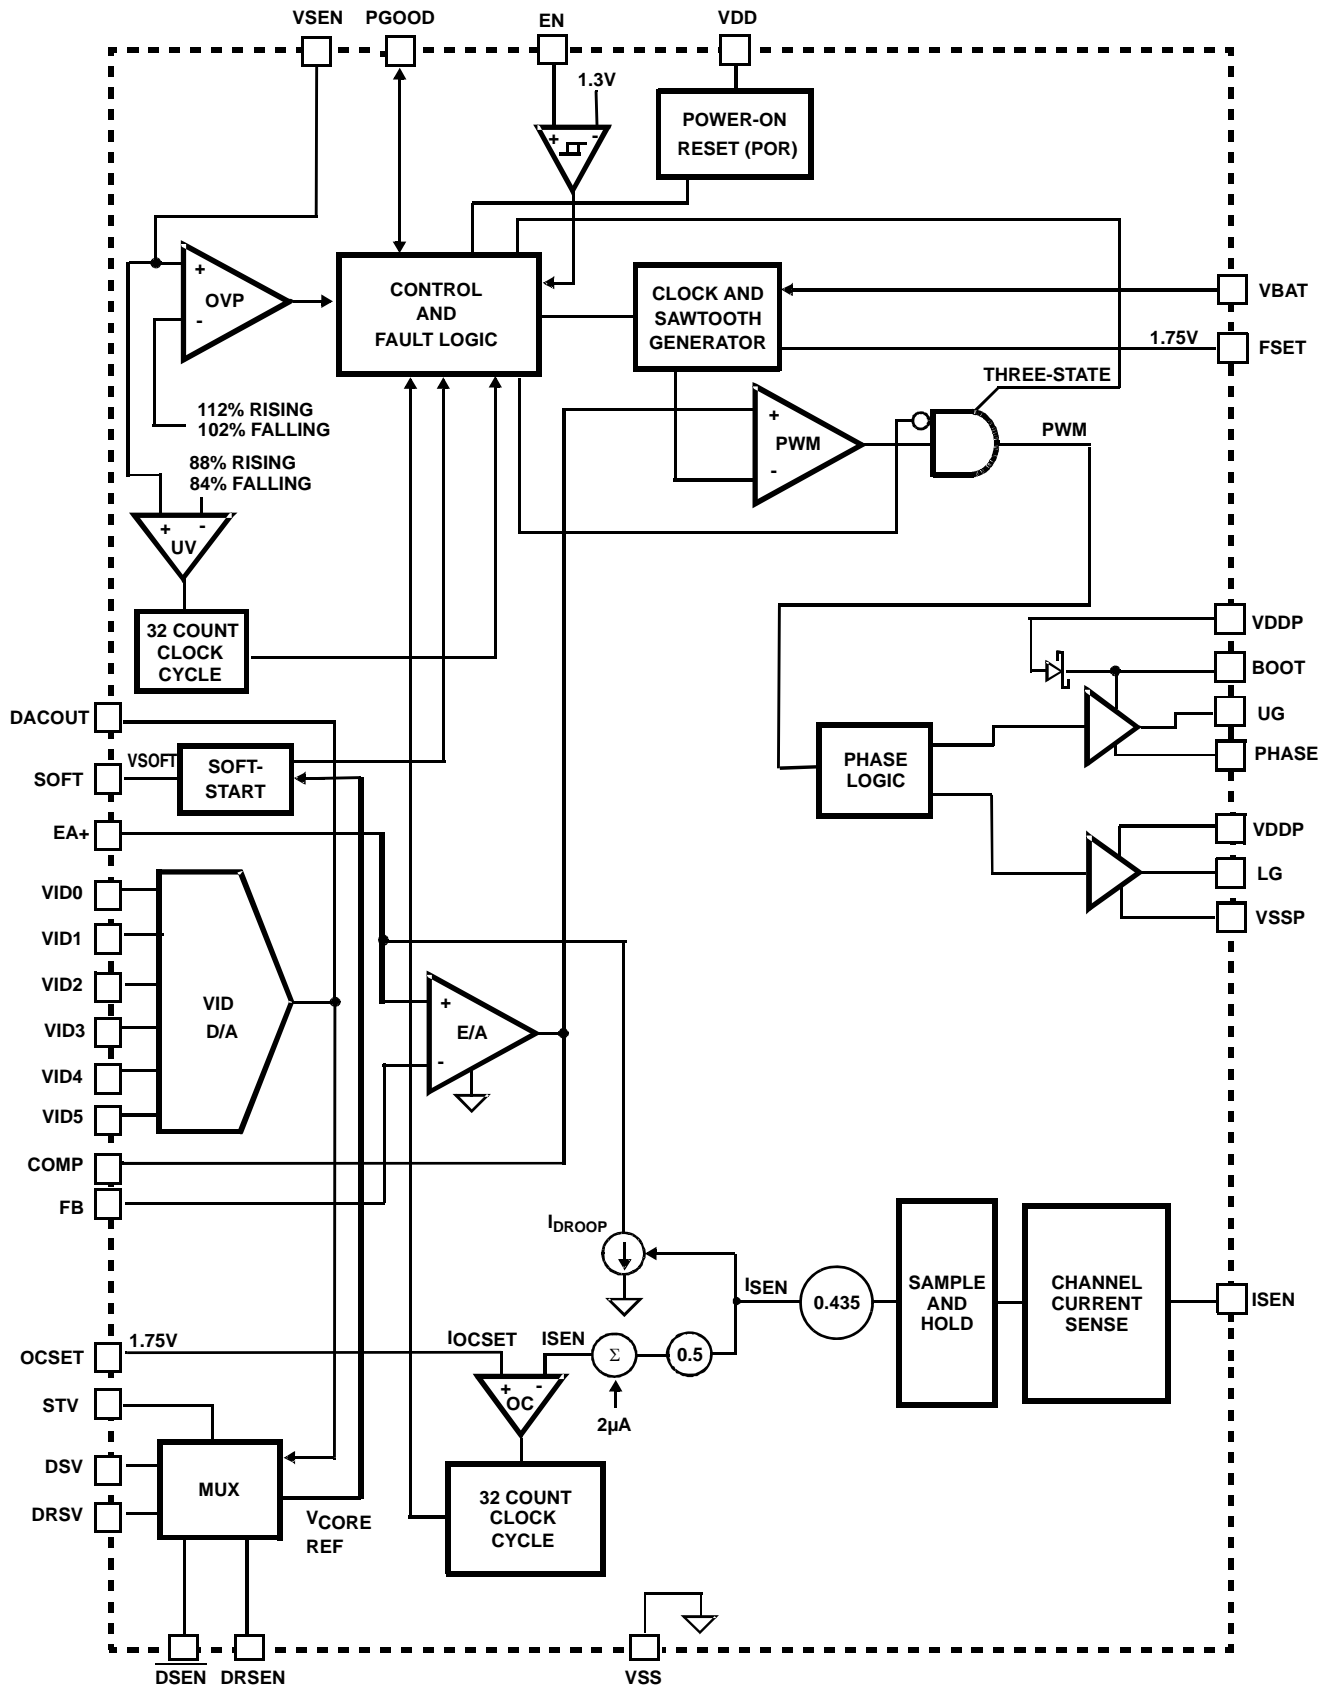 VSEN PGOOD EN VDD
1.3V
+ -
POWER-ON
RESET (POR)
+
OVP
-
CONTROL
AND
FAULT LOGIC
CLOCK AND
SAWTOOTH
GENERATOR
VBAT
1.75V
FSET
THREE-STATE
112% RISING
102% FALLING
+
PWM
-
PWM
88% RISING
84% FALLING
+ -
UV
32 COUNT
CLOCK
CYCLE
VDDP
BOOT
UG
PHASE
DACOUT
VSOFT
SOFT
SOFT-
START
PHASE
LOGIC
EA+
VDDP
LG
VSSP
VID0
VID1
VID2
VID3
VID4
VID5
VID
D/A
+
E/A
-
COMP
FB
IDROOP
ISEN
0.435
SAMPLE
AND
HOLD
CHANNEL
CURRENT
SENSE
ISEN
1.75V
OCSET
IOCSET
ISEN
Σ
0.5
2µA
+ -
OC
STV
DSV
DRSV
MUX
VCORE
REF
32 COUNT
CLOCK
CYCLE
DSEN DRSEN
VSS